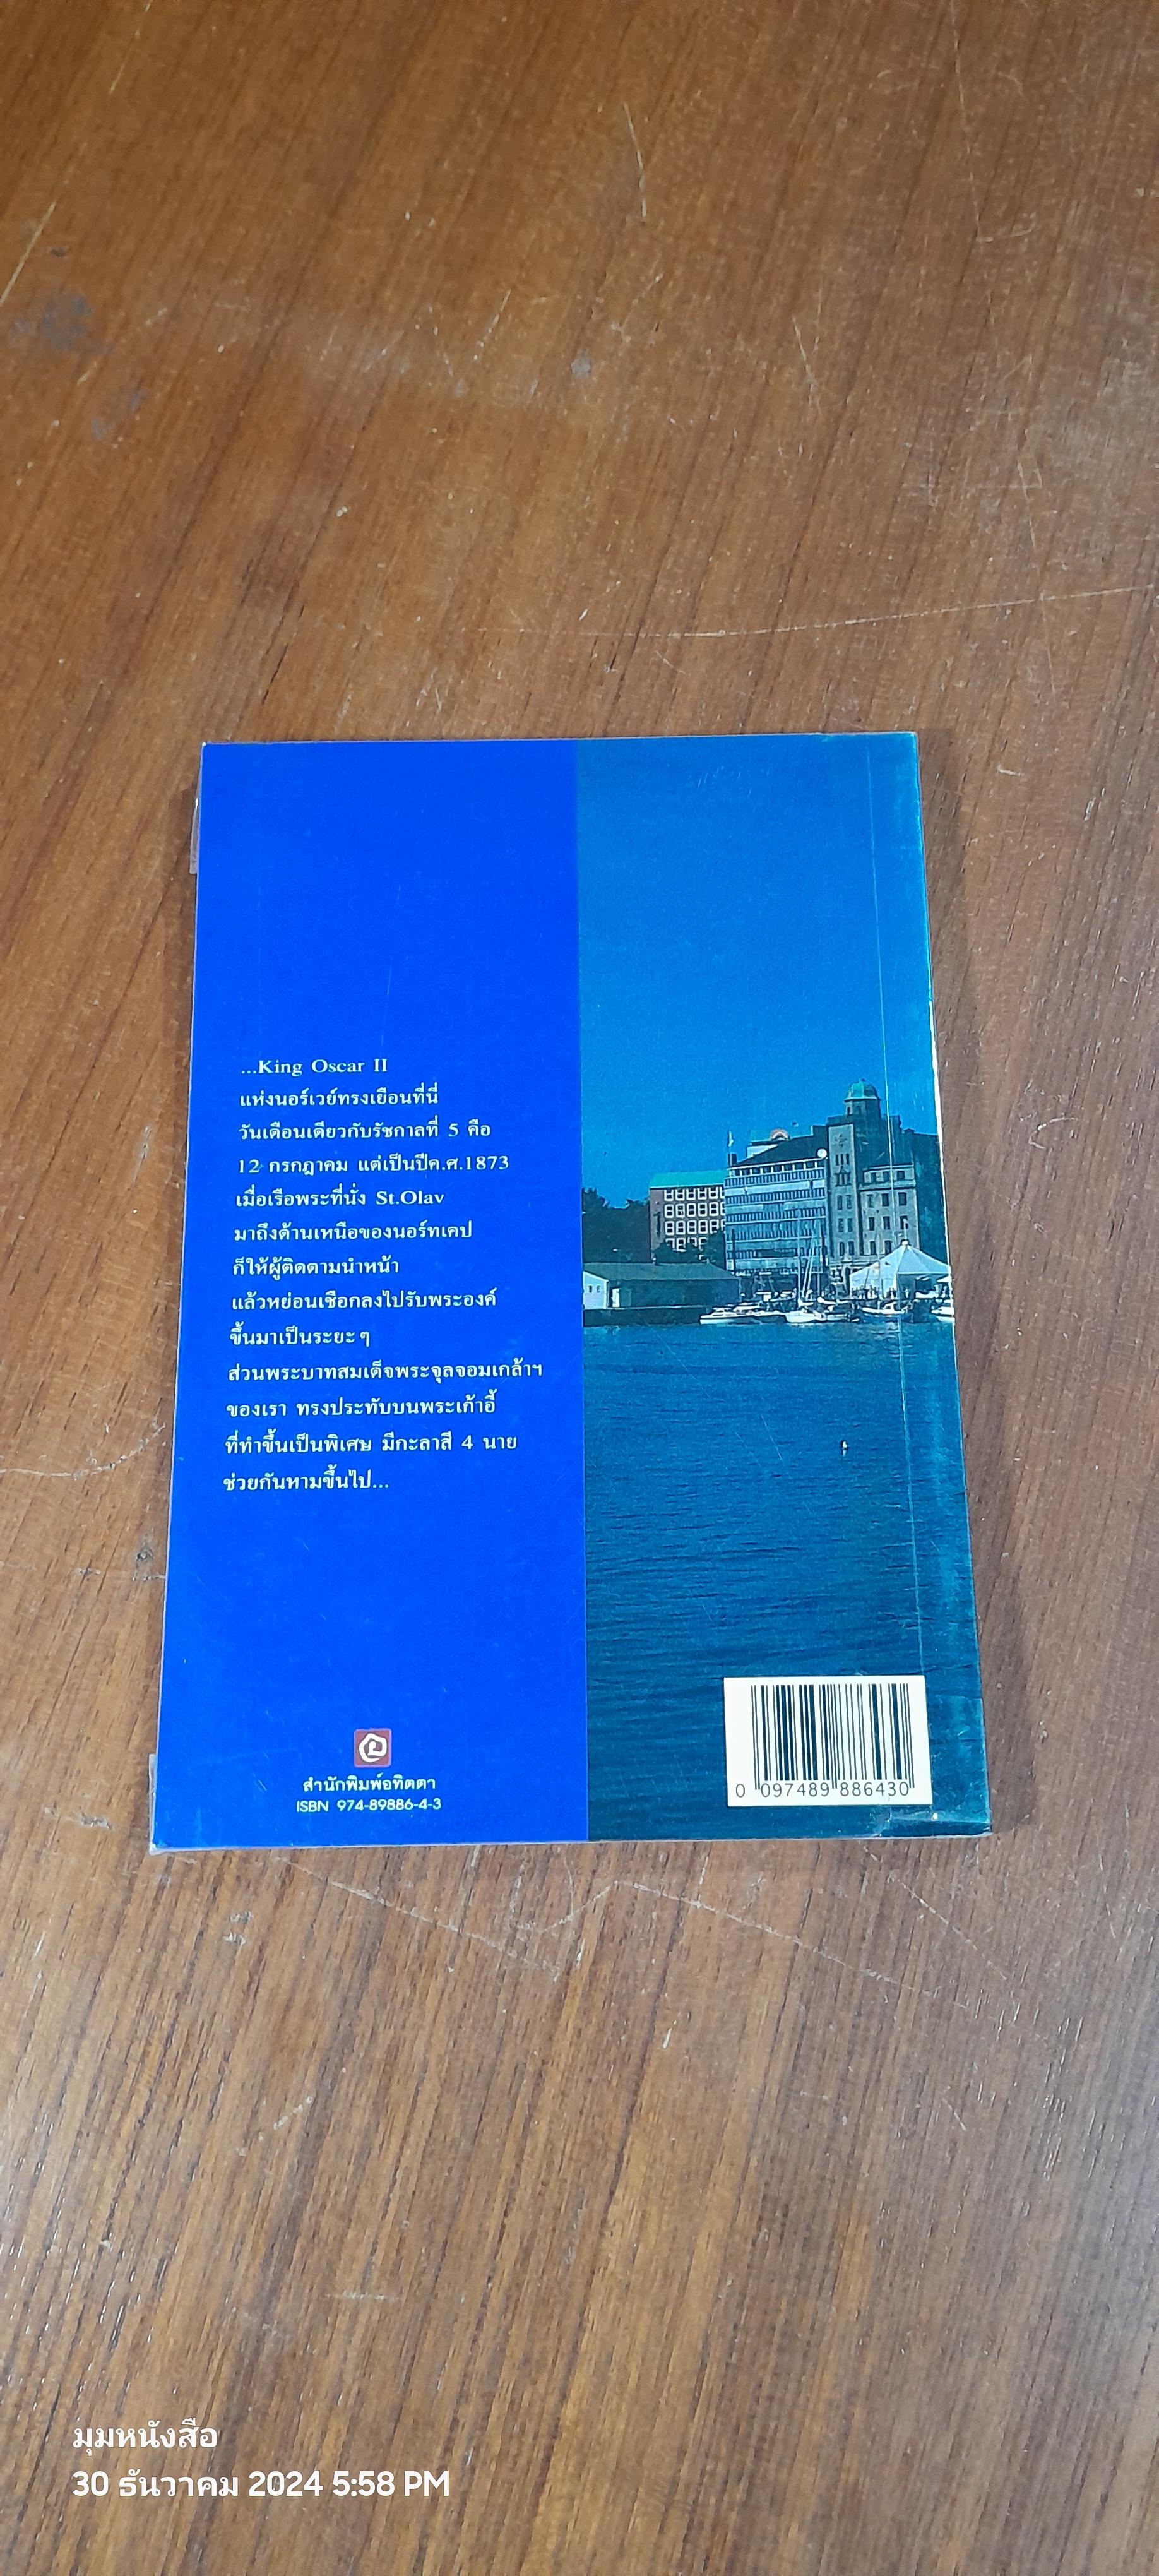 ...King Oscar II
แห่งนอร์เวย์ทรงเยือนที่นี่
วันเดือนเดียวกับรัชกาลที่ 5 คือ
12 กรกฎาคม แต่เป็นปีค.ศ.1873
เมื่อเรือพระที่นั่ง St.Olav
มาถึงด้านเหนือของนอร์ทเคป
ก็ให้ผู้ติดตามนำหน้า
แล้วหย่อนเชือกลงไปรับพระองค์
ขึ้นมาเป็นระยะๆ
ส่วนพระบาทสมเด็จพระจุลจอมเกล้าฯ
ของเรา ทรงประทับบนพระเก้าอี้
ที่ทำขึ้นเป็นพิเศษ มีกะลาสี 4 นาย
ช่วยกันหามขึ้นไป...
สำนักพิมพ์อทิตตา
ISBN 974-89886-4-3
0 097489 886430
มุมหนังสือ
30 ธันวาคม 2024 5:58 PM